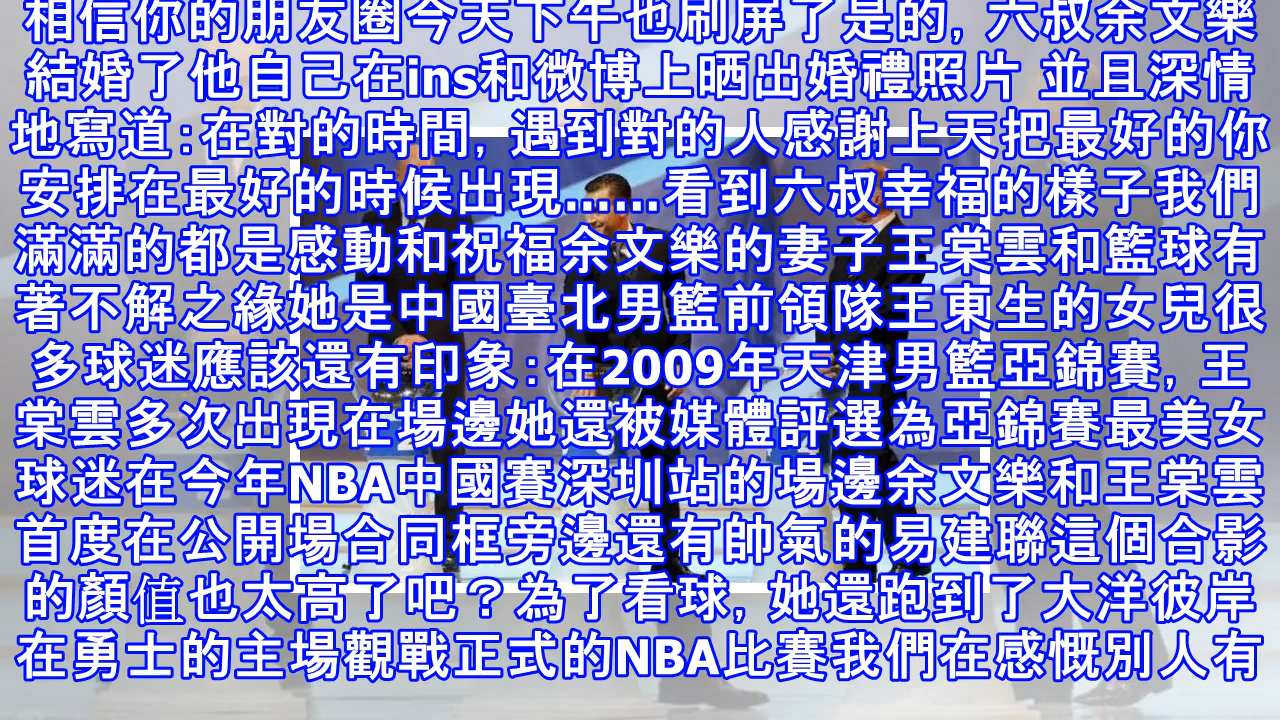 相信你的朋友圈今天下午也刷屏了是的, 六叔余文樂
結婚了他自己在ins和微博上晒出婚禮照片 並且深情
地寫道:在對的時間, 遇到對的人感謝上天把最好的你
安排在最好的時候出現......看到六叔幸福的樣子我們
滿滿的都是感動和祝福余文樂的妻子王棠雲和籃球有
著不解之緣她是中國臺北男籃前領隊王東生的女兒很
多球迷應該還有印象:在2009年天津男籃亞錦賽, 王
棠雲多次出現在場邊她還被媒體評選為亞錦賽最美女
球迷在今年NBA中國賽深圳站的場邊余文樂和王棠雲
首度在公開場合同框旁邊還有帥氣的易建聯這個合影
的顏值也太高了吧？為了看球, 她還跑到了大洋彼岸
在勇士的主場觀戰正式的NBA比賽我們在感慨別人有